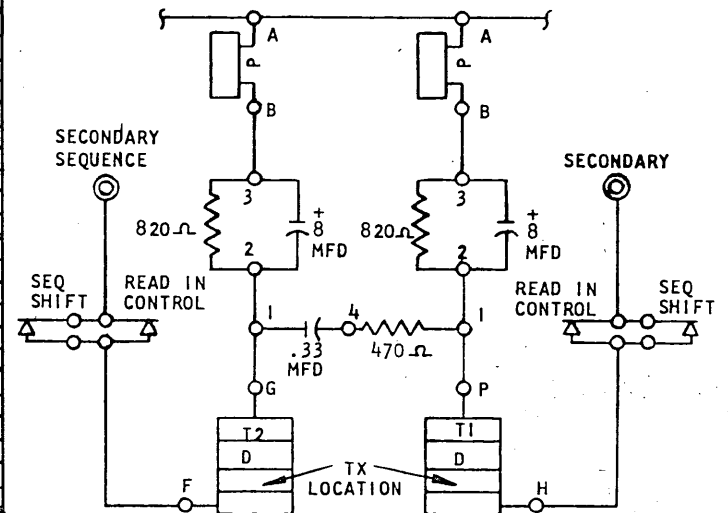 A
A
P
P
B
B
SECONDARY
SEQUENCE
SECONDARY
3
3
820Ω
+
8
MFD
820Ω
+
8
MFD
2
2
SEQ
SHIFT
READ IN
CONTROL
READ IN
CONTROL
SEQ
SHIFT
1
4
1
.33
MFD
470Ω
G
P
T2
T1
D
D
TX
LOCATION
F
H